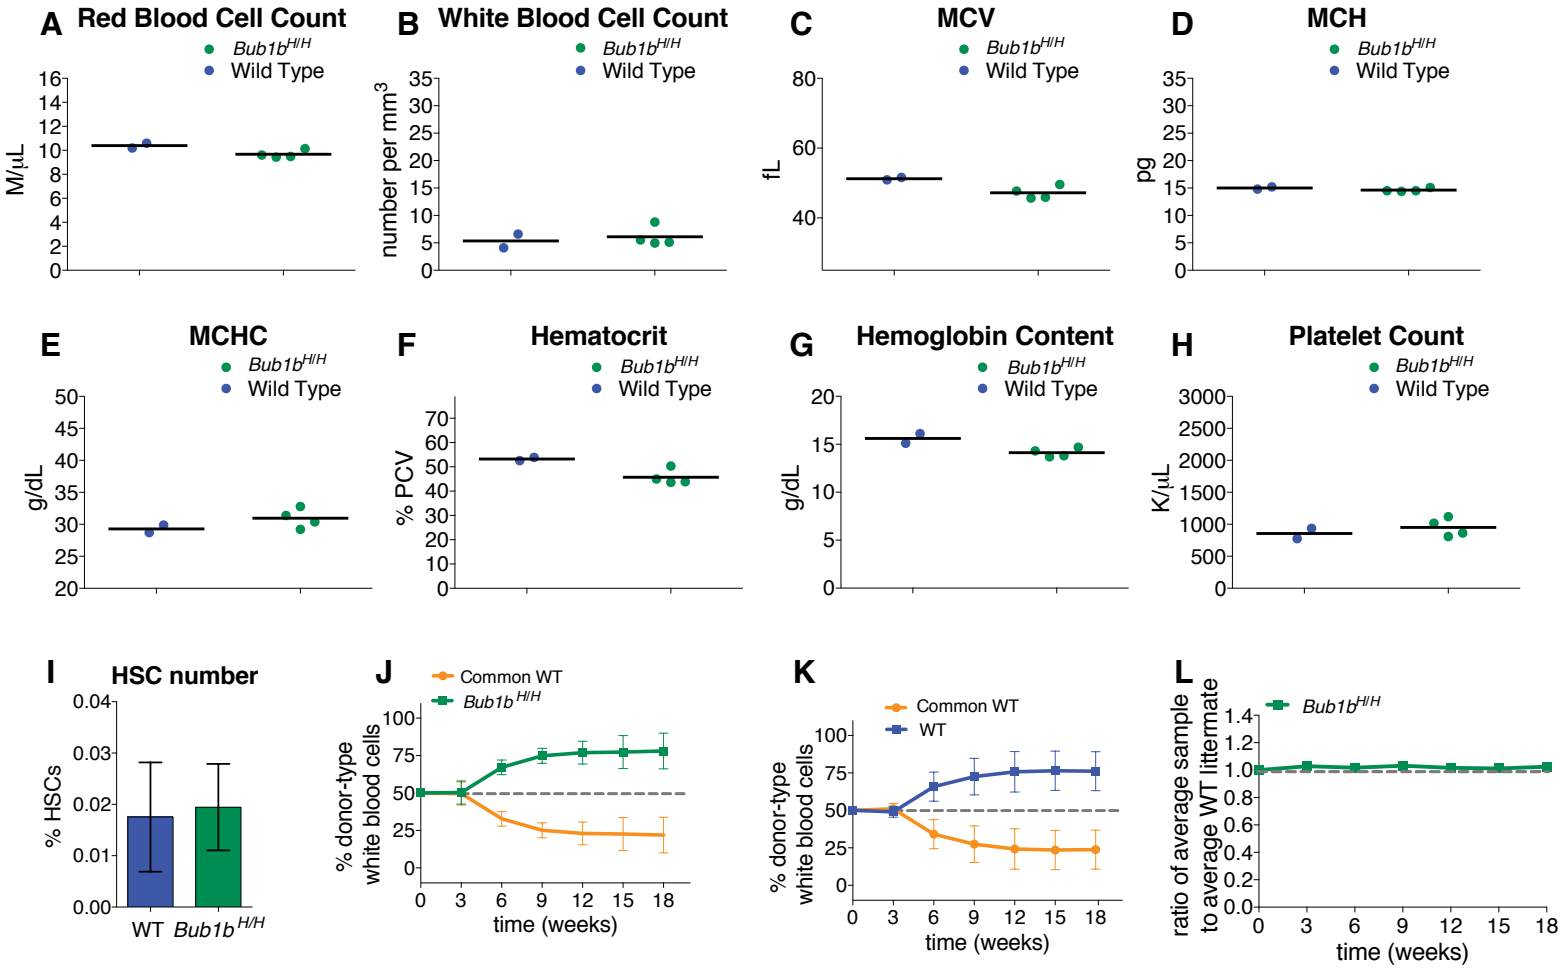 A Red Blood Cell Count
Bub1b^H/H
Wild Type
M/μL
16
14
12
10
8
6
4
2
0
B White Blood Cell Count
Bub1b^H/H
Wild Type
number per mm³
35
30
25
20
15
10
5
0
C MCV
Bub1b^H/H
Wild Type
fL
80
60
40
D MCH
Bub1b^H/H
Wild Type
pg
35
30
25
20
15
10
5
0
E MCHC
Bub1b^H/H
Wild Type
g/dL
50
45
40
35
30
25
20
F Hematocrit
Bub1b^H/H
Wild Type
% PCV
70
60
50
40
30
20
10
0
G Hemoglobin Content
Bub1b^H/H
Wild Type
g/dL
20
15
10
5
0
H Platelet Count
Bub1b^H/H
Wild Type
K/μL
3000
2500
2000
1500
1000
500
0
I HSC number
% HSCs
0.04
0.03
0.02
0.01
0.00
WT Bub1b^H/H
J
Common WT
Bub1b^H/H
% donor-type
white blood cells
100
75
50
25
0
0 3 6 9 12 15 18
time (weeks)
K
Common WT
WT
% donor-type
white blood cells
100
75
50
25
0
0 3 6 9 12 15 18
time (weeks)
L
Bub1b^H/H
ratio of average sample
to average WT littermate
1.4
1.2
1.0
0.8
0.6
0.4
0.2
0.0
0 3 6 9 12 15 18
time (weeks)